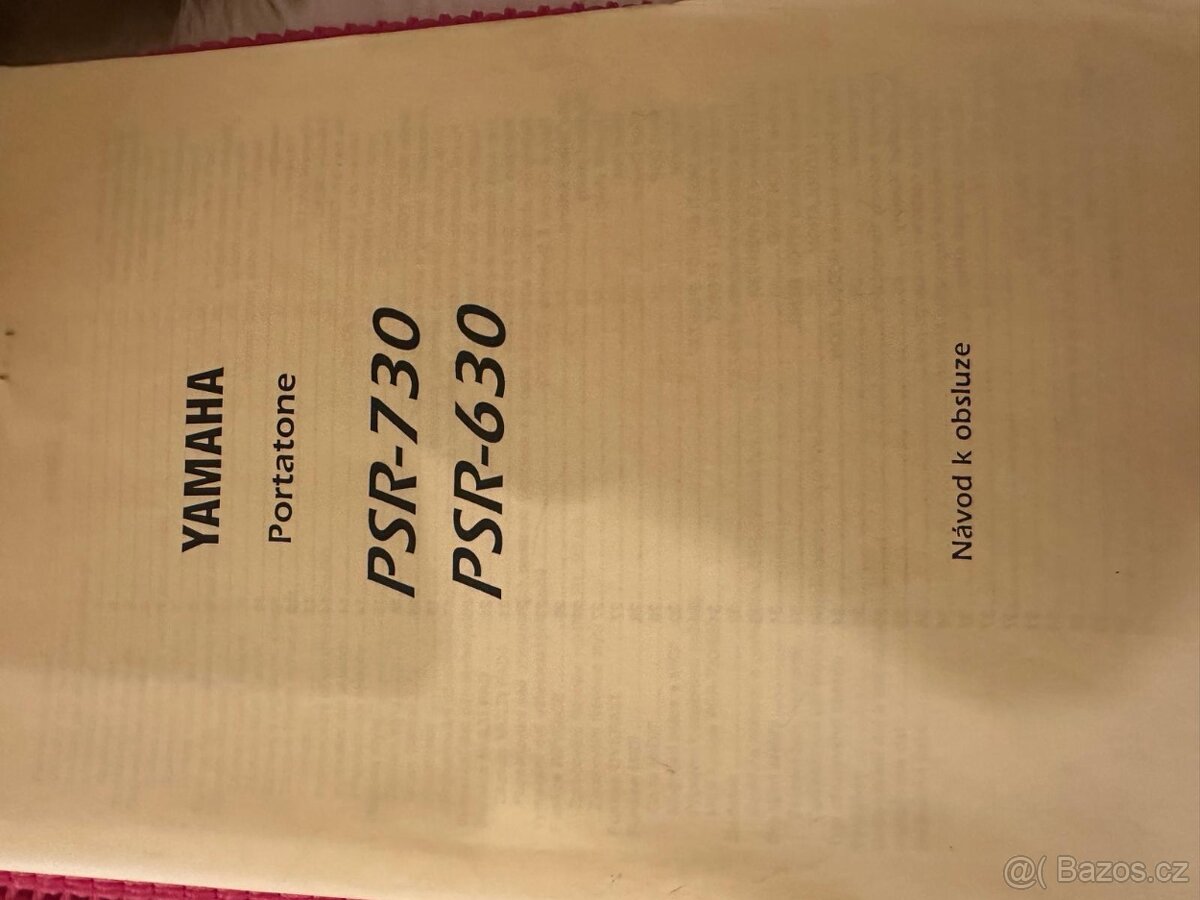 YAMAHA
Portatone
PSR-730
PSR-630
Návod k obsluze
@( Bazos.cz